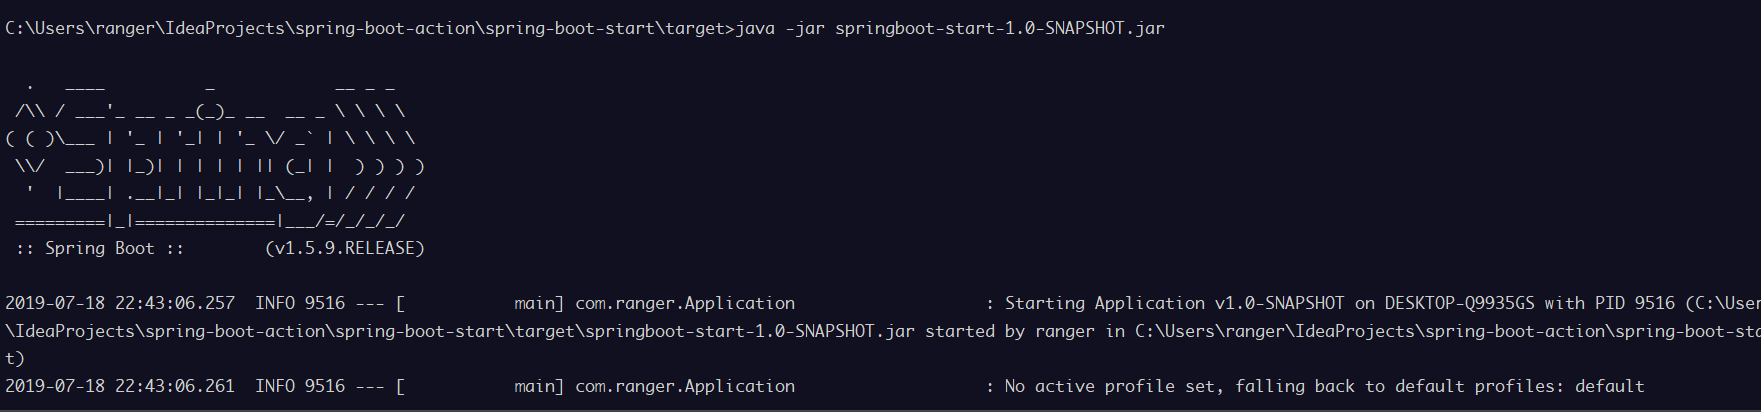 C:\Users\ranger\IdeaProjects\spring-boot-action\spring-boot-start\target>java -jar springboot-start-1.0-SNAPSHOT.jar

  .   ____          _            __ _ _
 /\\ / ___'_ __ _ _(_)_ __  __ _ \ \ \ \
( ( )\___ | '_ | '_| | '_ \/ _` | \ \ \ \
 \\/  ___)| |_)| | | | | || (_| |  ) ) ) )
  '  |____| .__|_| |_|_| |_\__, | / / / /
 =========|_|==============|___/=/_/_/_/
 :: Spring Boot ::        (v1.5.9.RELEASE)

2019-07-18 22:43:06.257  INFO 9516 --- [           main] com.ranger.Application                   : Starting Application v1.0-SNAPSHOT on DESKTOP-Q9935GS with PID 9516 (C:\User
\IdeaProjects\spring-boot-action\spring-boot-start\target\springboot-start-1.0-SNAPSHOT.jar started by ranger in C:\Users\ranger\IdeaProjects\spring-boot-action\spring-boot-sta
t)
2019-07-18 22:43:06.261  INFO 9516 --- [           main] com.ranger.Application                   : No active profile set, falling back to default profiles: default